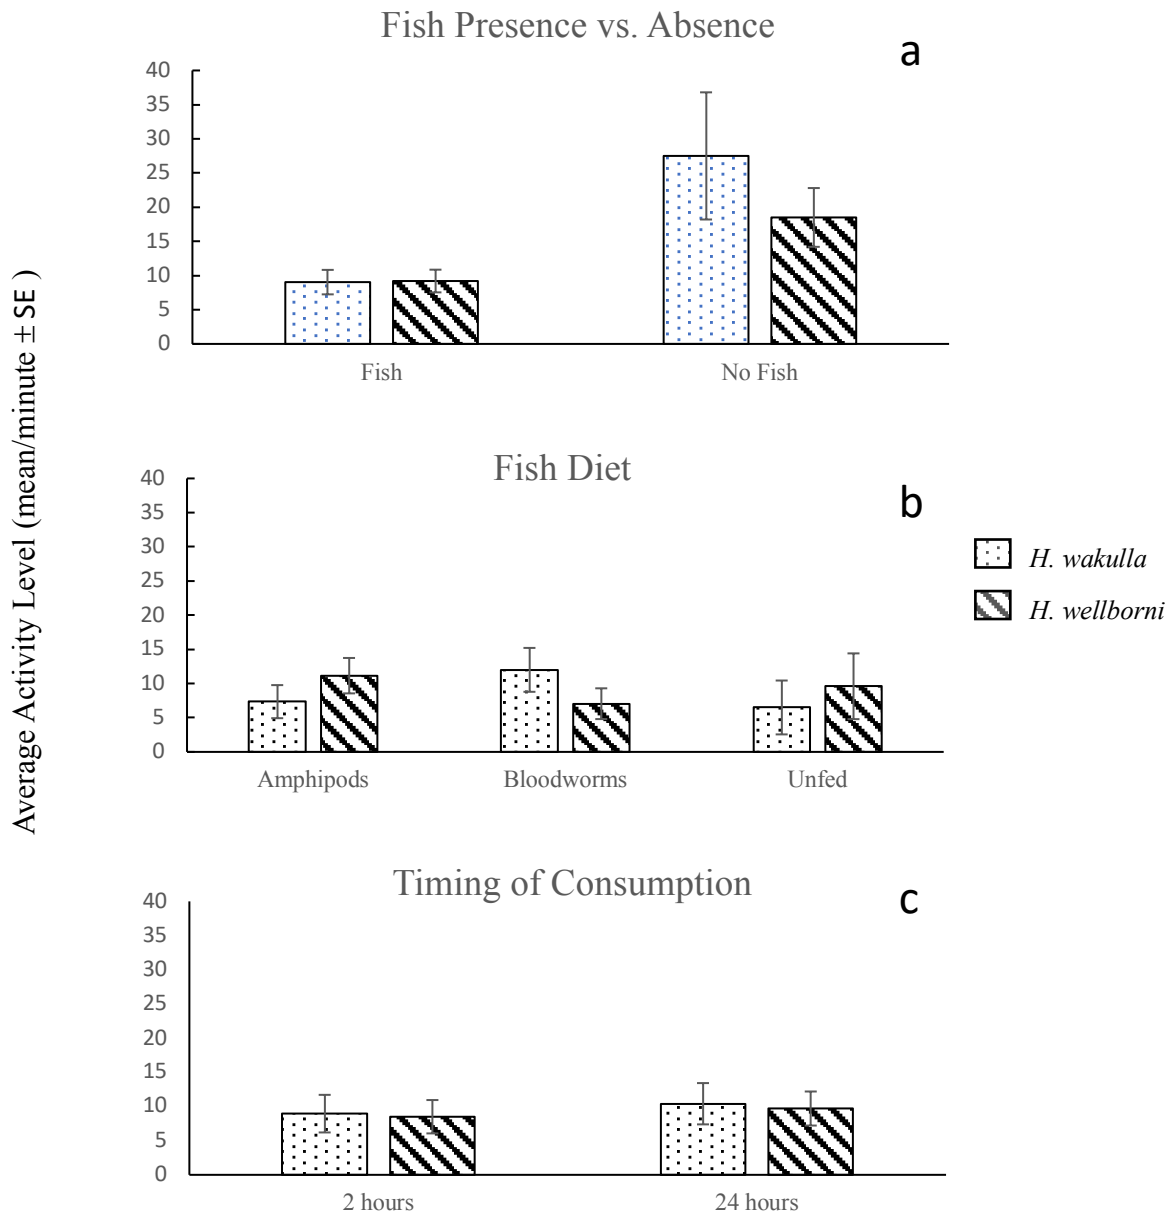 Fish Presence vs. Absence
a
40
35
30
25
20
15
10
5
0
Fish
No Fish
Average Activity Level (mean/minute ± SE )
Fish Diet
b
40
35
30
25
20
15
10
5
0
Amphipods
Bloodworms
Unfed
H. wakulla
H. wellborni
Timing of Consumption
c
40
35
30
25
20
15
10
5
0
2 hours
24 hours